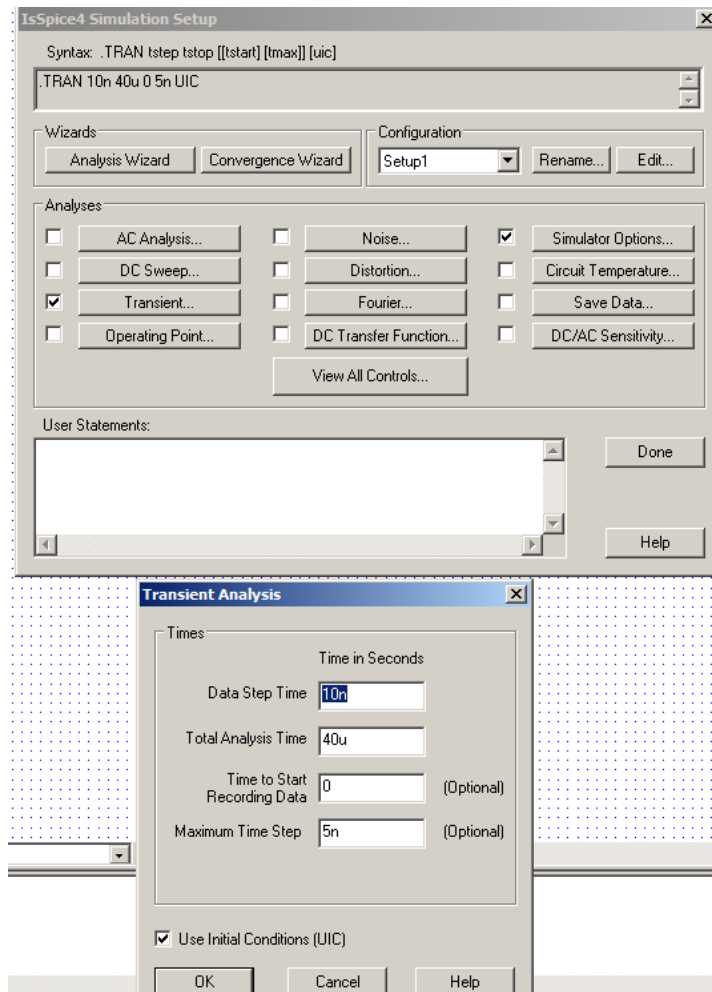 IsSpice4 Simulation Setup
Syntax: .TRAN tstep tstop [[tstart] [tmax]] [uic]
.TRAN 10n 40u 0 5n UIC
Wizards
Analysis Wizard
Convergence Wizard
Configuration
Setup1
Rename...
Edit...
Analyses
AC Analysis...
Noise...
Simulator Options...
DC Sweep...
Distortion...
Circuit Temperature...
Transient...
Fourier...
Save Data...
Operating Point...
DC Transfer Function...
DC/AC Sensitivity...
View All Controls...
User Statements:
Done
Help
Transient Analysis
Times
Time in Seconds
Data Step Time 10n
Total Analysis Time 40u
Time to Start
Recording Data 0 (Optional)
Maximum Time Step 5n (Optional)
Use Initial Conditions (UIC)
OK
Cancel
Help